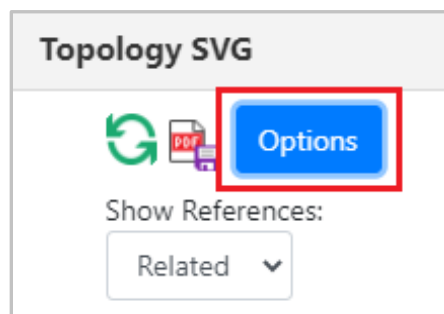 Topology SVG
PDF
Options
Show References:
Related